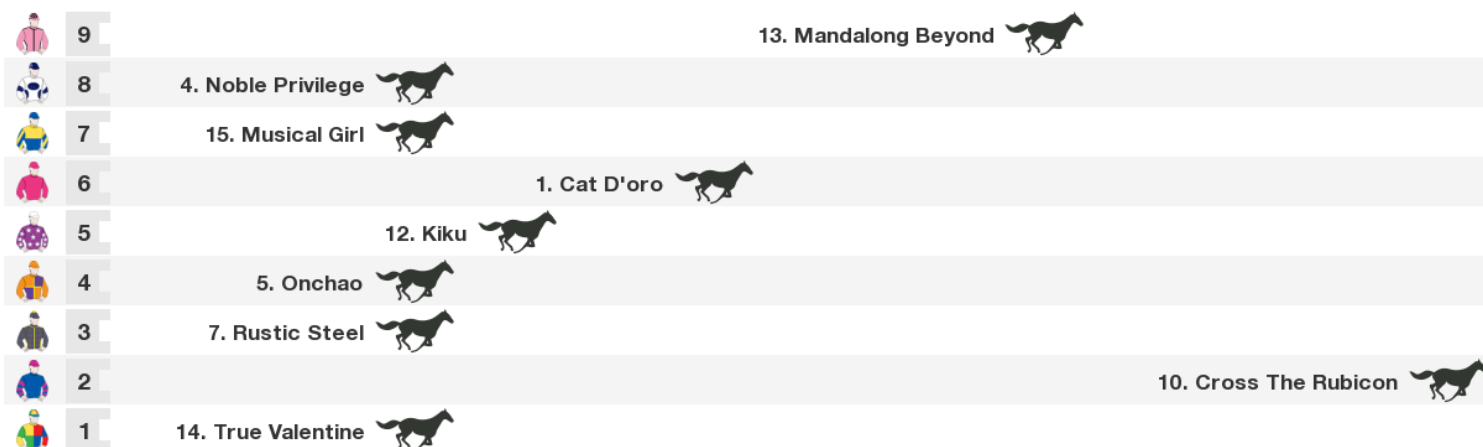 9 13. Mandalong Beyond
8 4. Noble Privilege
7 15. Musical Girl
6 1. Cat D'oro
5 12. Kiku
4 5. Onchao
3 7. Rustic Steel
2 10. Cross The Rubicon
1 14. True Valentine